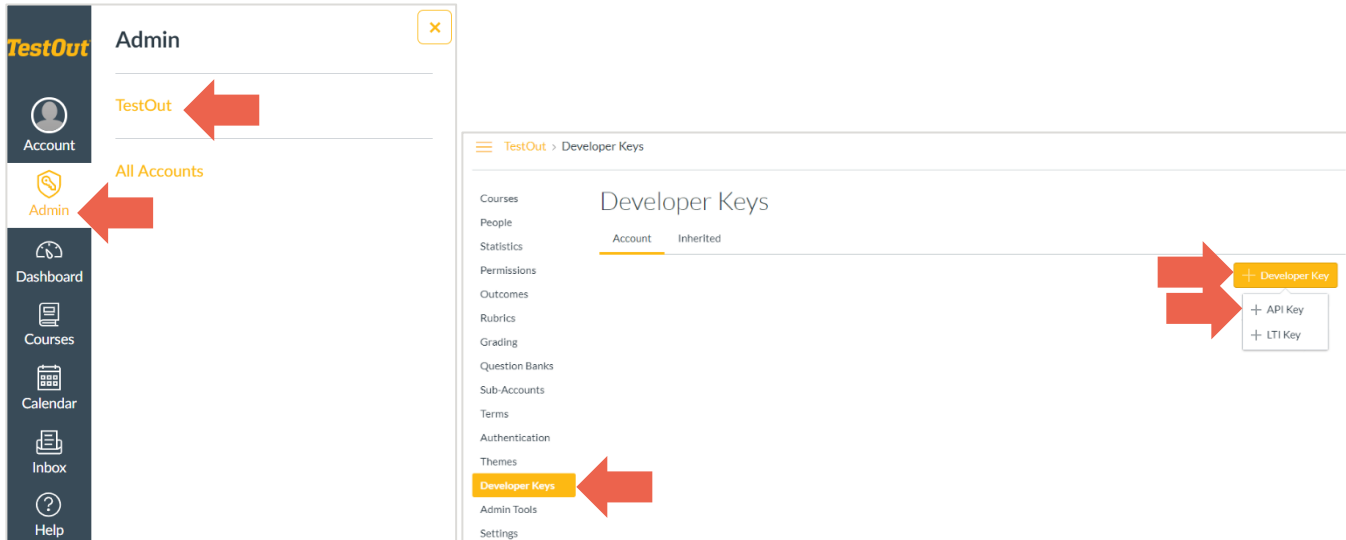 TestOut
Account
Admin
Dashboard
Courses
Calendar
Inbox
Help
Admin
×
TestOut
All Accounts
TestOut > Developer Keys
Courses
People
Statistics
Permissions
Outcomes
Rubrics
Grading
Question Banks
Sub-Accounts
Terms
Authentication
Themes
Developer Keys
Admin Tools
Settings
Developer Keys
Account Inherited
+ Developer Key
+ API Key
+ LTI Key